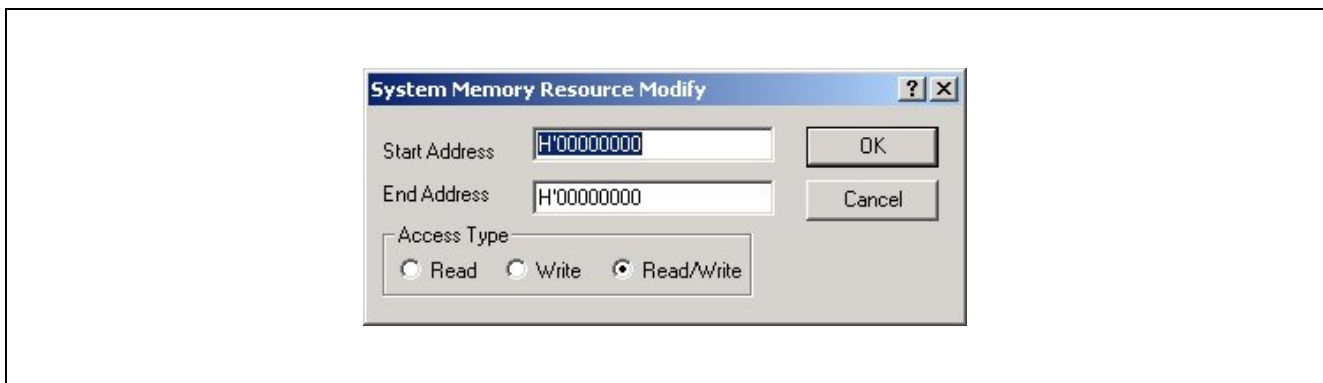 System Memory Resource Modify
Start Address H'00000000 OK
End Address H'00000000 Cancel
Access Type
Read Write Read/Write